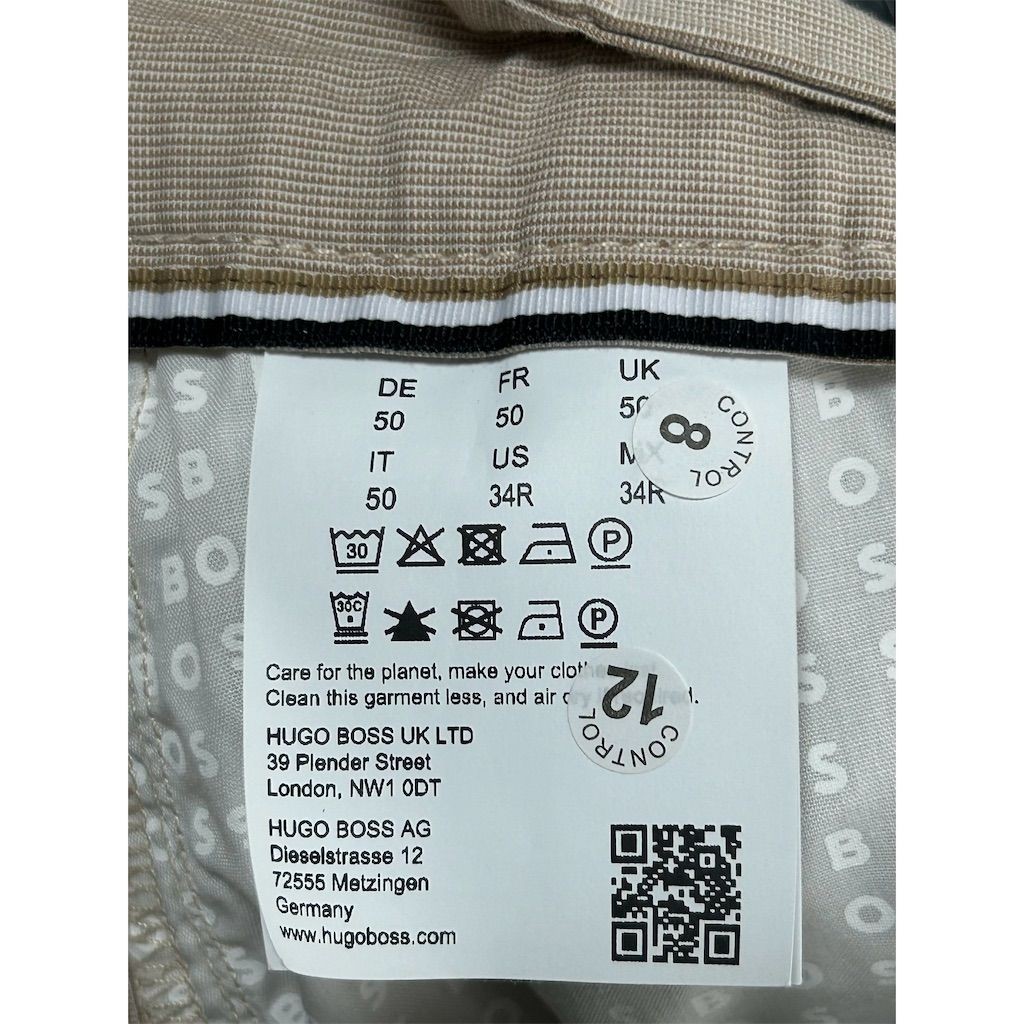 DE FR UK
50 50
IT US
50 34R 34R
30
P
30C
P
CONTROL 8
Care for the planet, make your
Clean this garment less, and air
CONTROL 12
HUGO BOSS UK LTD
39 Plender Street
London, NW1 0DT
HUGO BOSS AG
Dieselstrasse 12
72555 Metzingen
Germany
www.hugoboss.com
BOSS